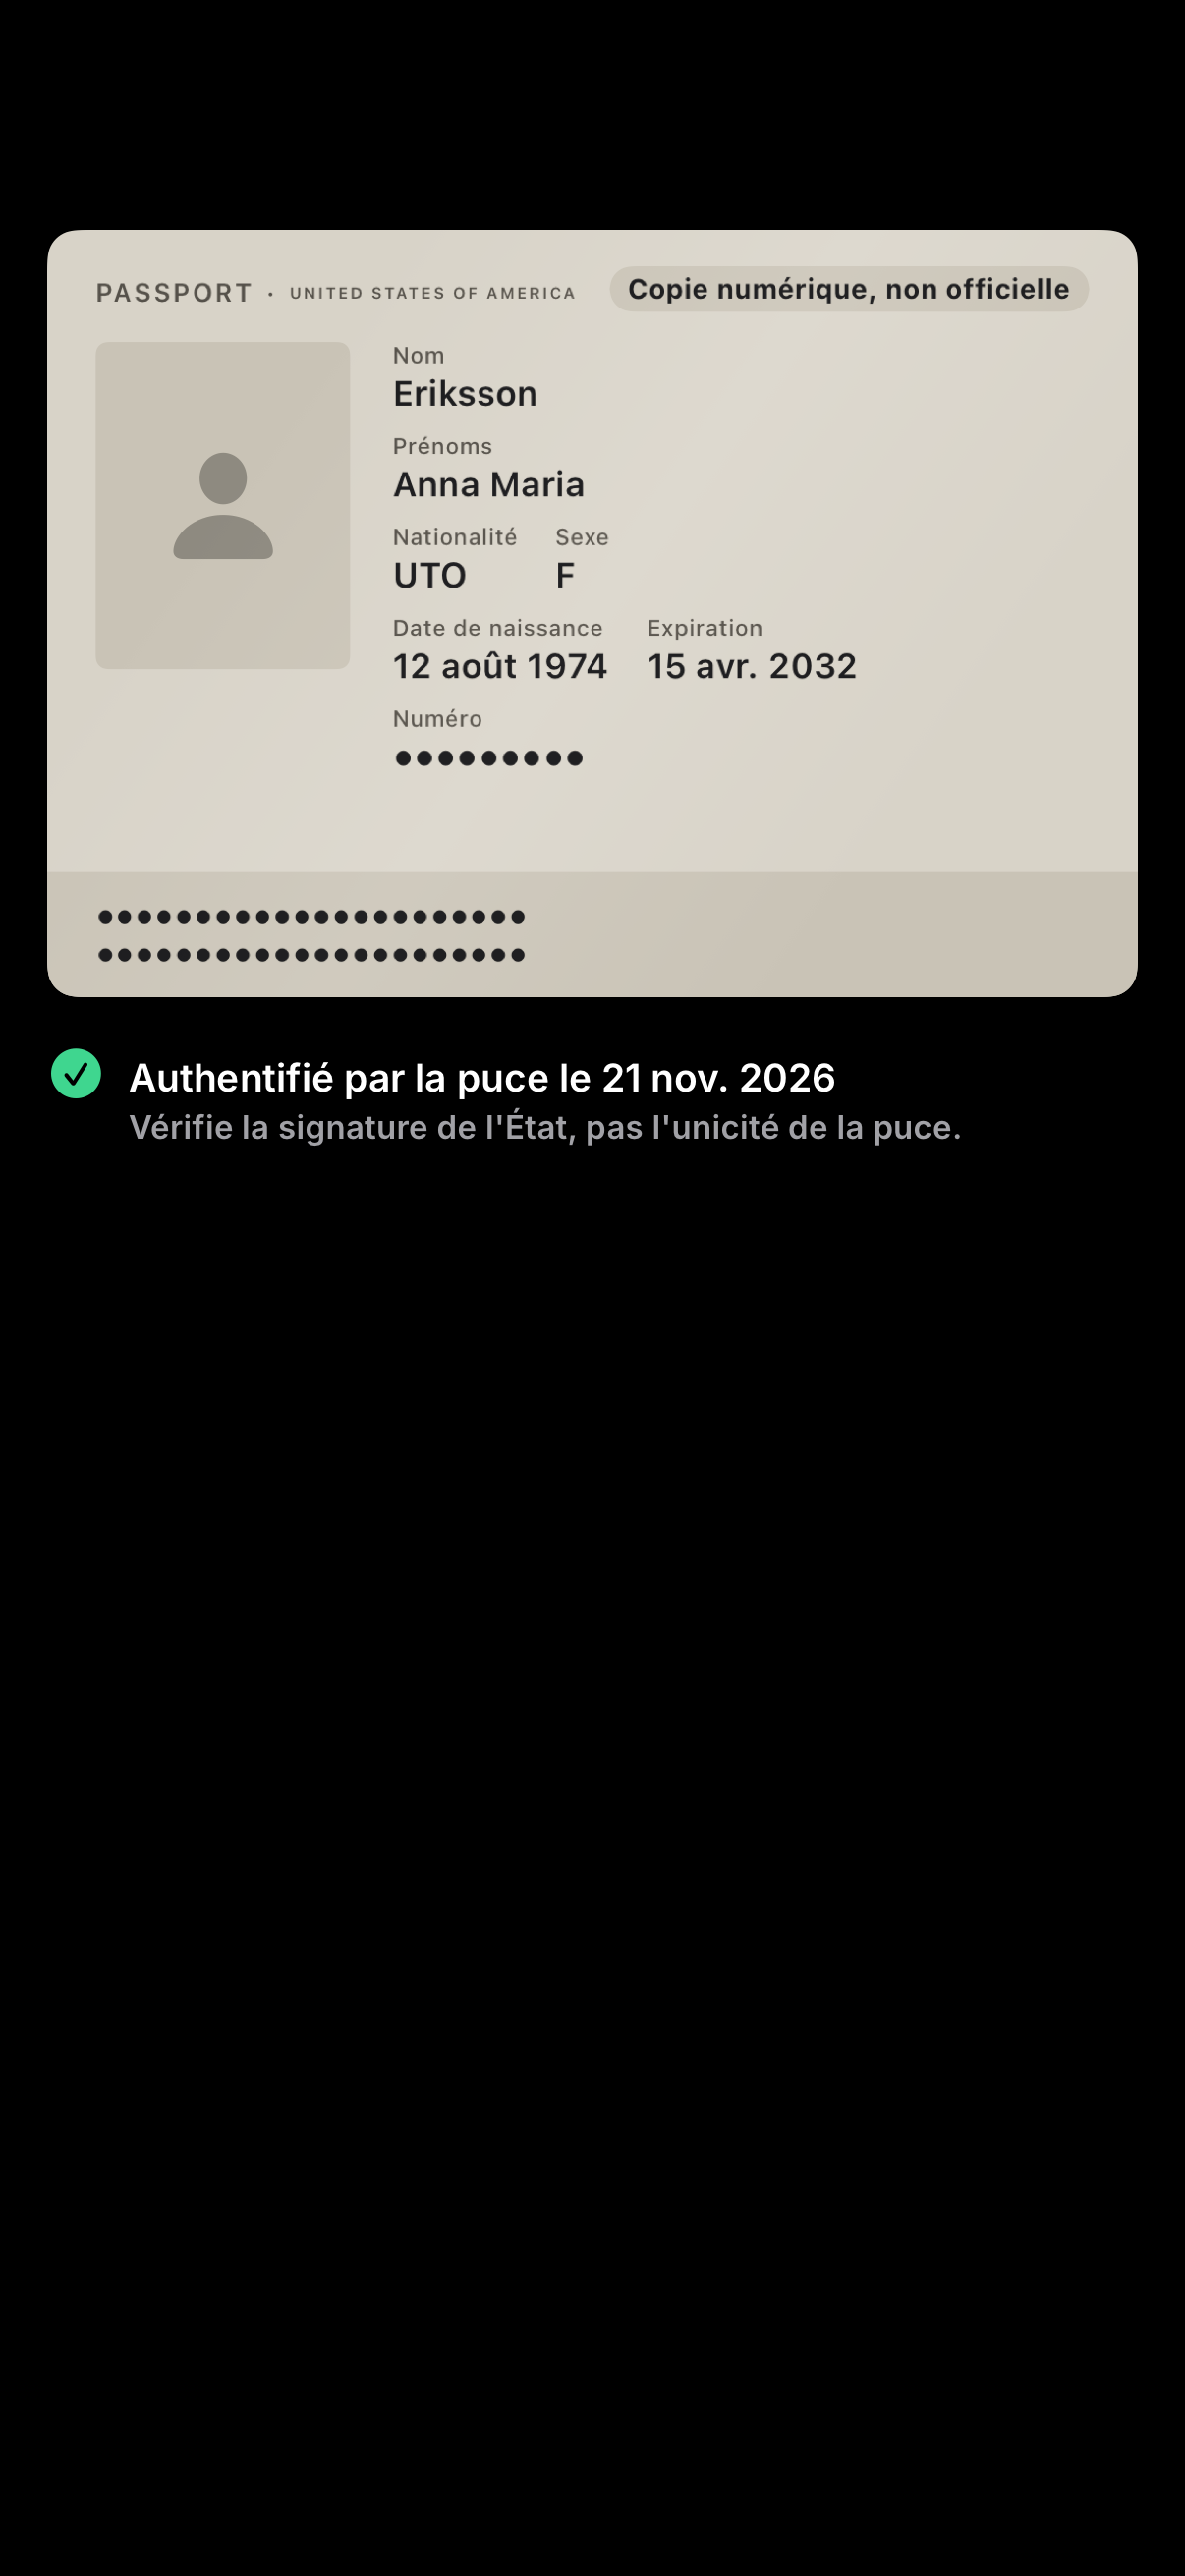 PASSPORT · UNITED STATES OF AMERICA Copie numérique, non officielle
Nom
Eriksson
Prénoms
Anna Maria
Nationalité Sexe
UTO F
Date de naissance Expiration
12 août 1974 15 avr. 2032
Numéro
●●●●●●●●●
●●●●●●●●●●●●●●●●●●●●●●
●●●●●●●●●●●●●●●●●●●●●●
Authentifié par la puce le 21 nov. 2026
Vérifie la signature de l'État, pas l'unicité de la puce.